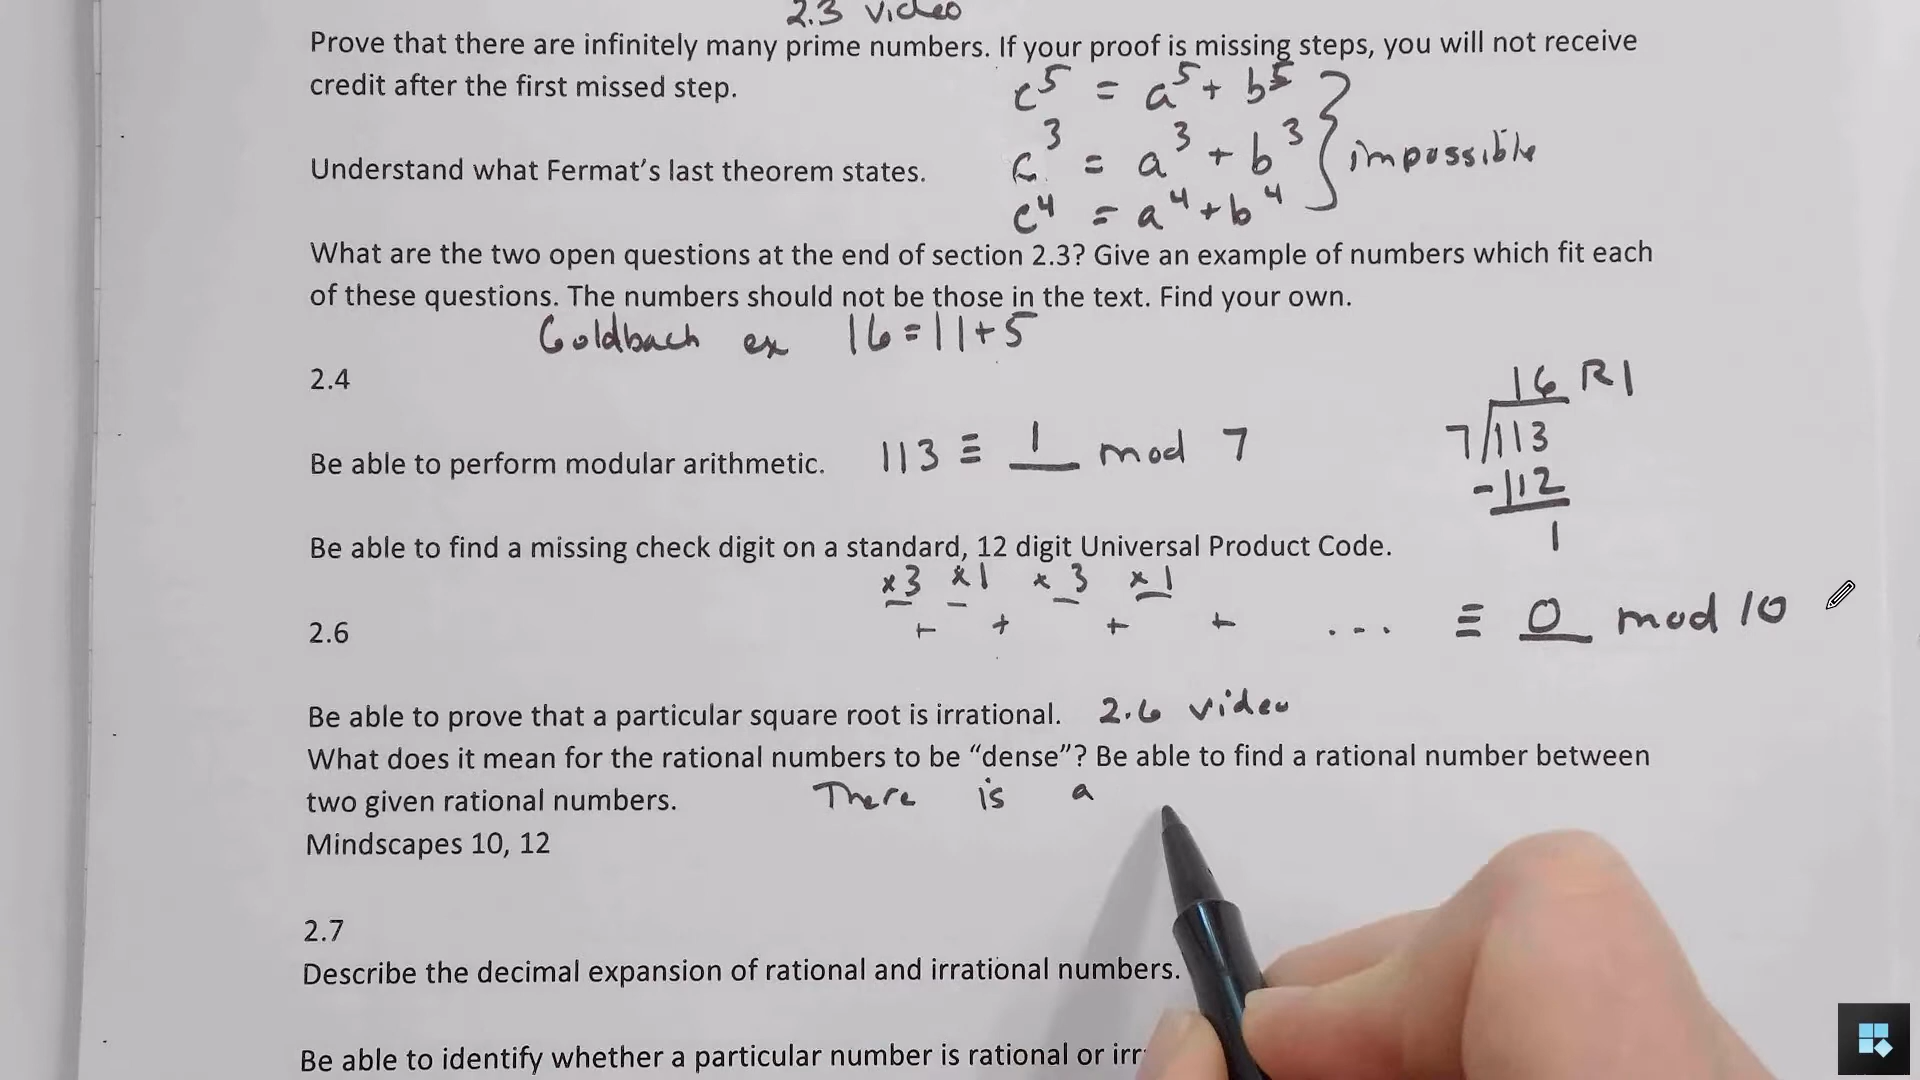 2.3 video
Prove that there are infinitely many prime numbers. If your proof is missing steps, you will not receive
credit after the first missed step.
c⁵ = a⁵ + b⁵
c³ = a³ + b³ } impossible
c⁴ = a⁴ + b⁴
Understand what Fermat’s last theorem states.
What are the two open questions at the end of section 2.3? Give an example of numbers which fit each
of these questions. The numbers should not be those in the text. Find your own.
Goldbach ex 16 = 11 + 5
2.4
Be able to perform modular arithmetic. 113 ≡ 1 mod 7
16 R1
7 113
-112
1
Be able to find a missing check digit on a standard, 12 digit Universal Product Code.
×3 ×1 ×3 ×1
+ + + + ... ≡ 0 mod 10
2.6
Be able to prove that a particular square root is irrational. 2.6 video
What does it mean for the rational numbers to be “dense”? Be able to find a rational number between
two given rational numbers. There is a
Mindscapes 10, 12
2.7
Describe the decimal expansion of rational and irrational numbers.
Be able to identify whether a particular number is rational or irr